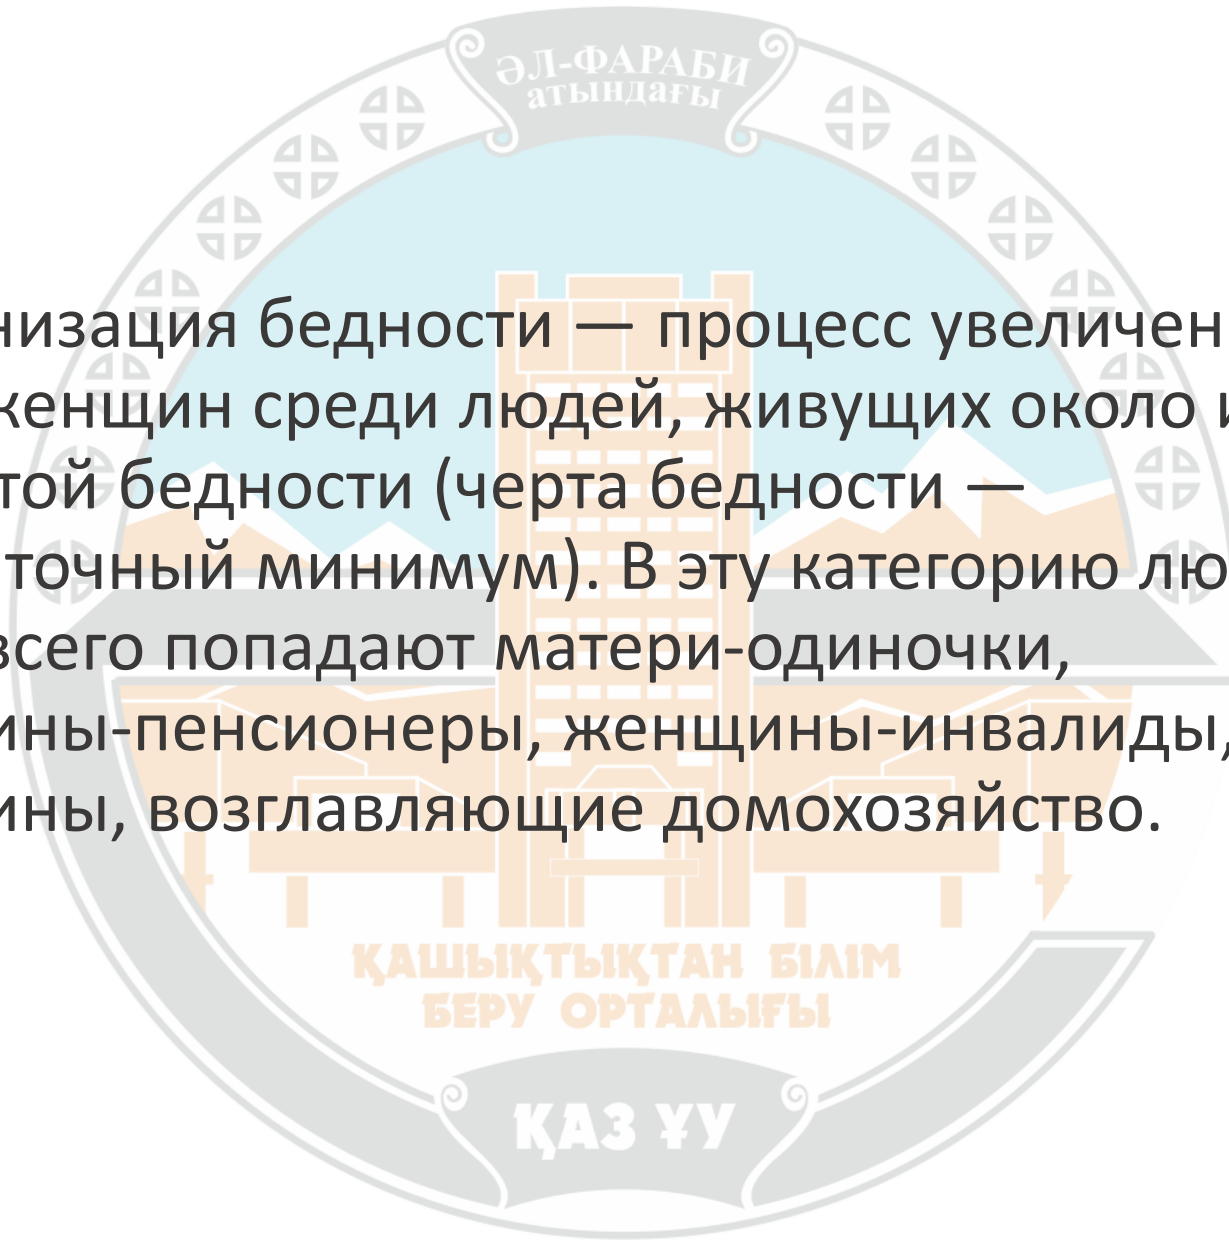 ӘЛ-ФАРАБИ
атындағы
низация бедности — процесс увеличен
женщин среди людей, живущих около и
той бедности (черта бедности —
точный минимум). В эту категорию лю
всего попадают матери-одиночки,
ины-пенсионеры, женщины-инвалиды,
ины, возглавляющие домохозяйство.
ҚАШЫҚТЫҚТАН БІЛІМ
БЕРУ ОРТАЛЫҒЫ
ҚАЗ ҰУ